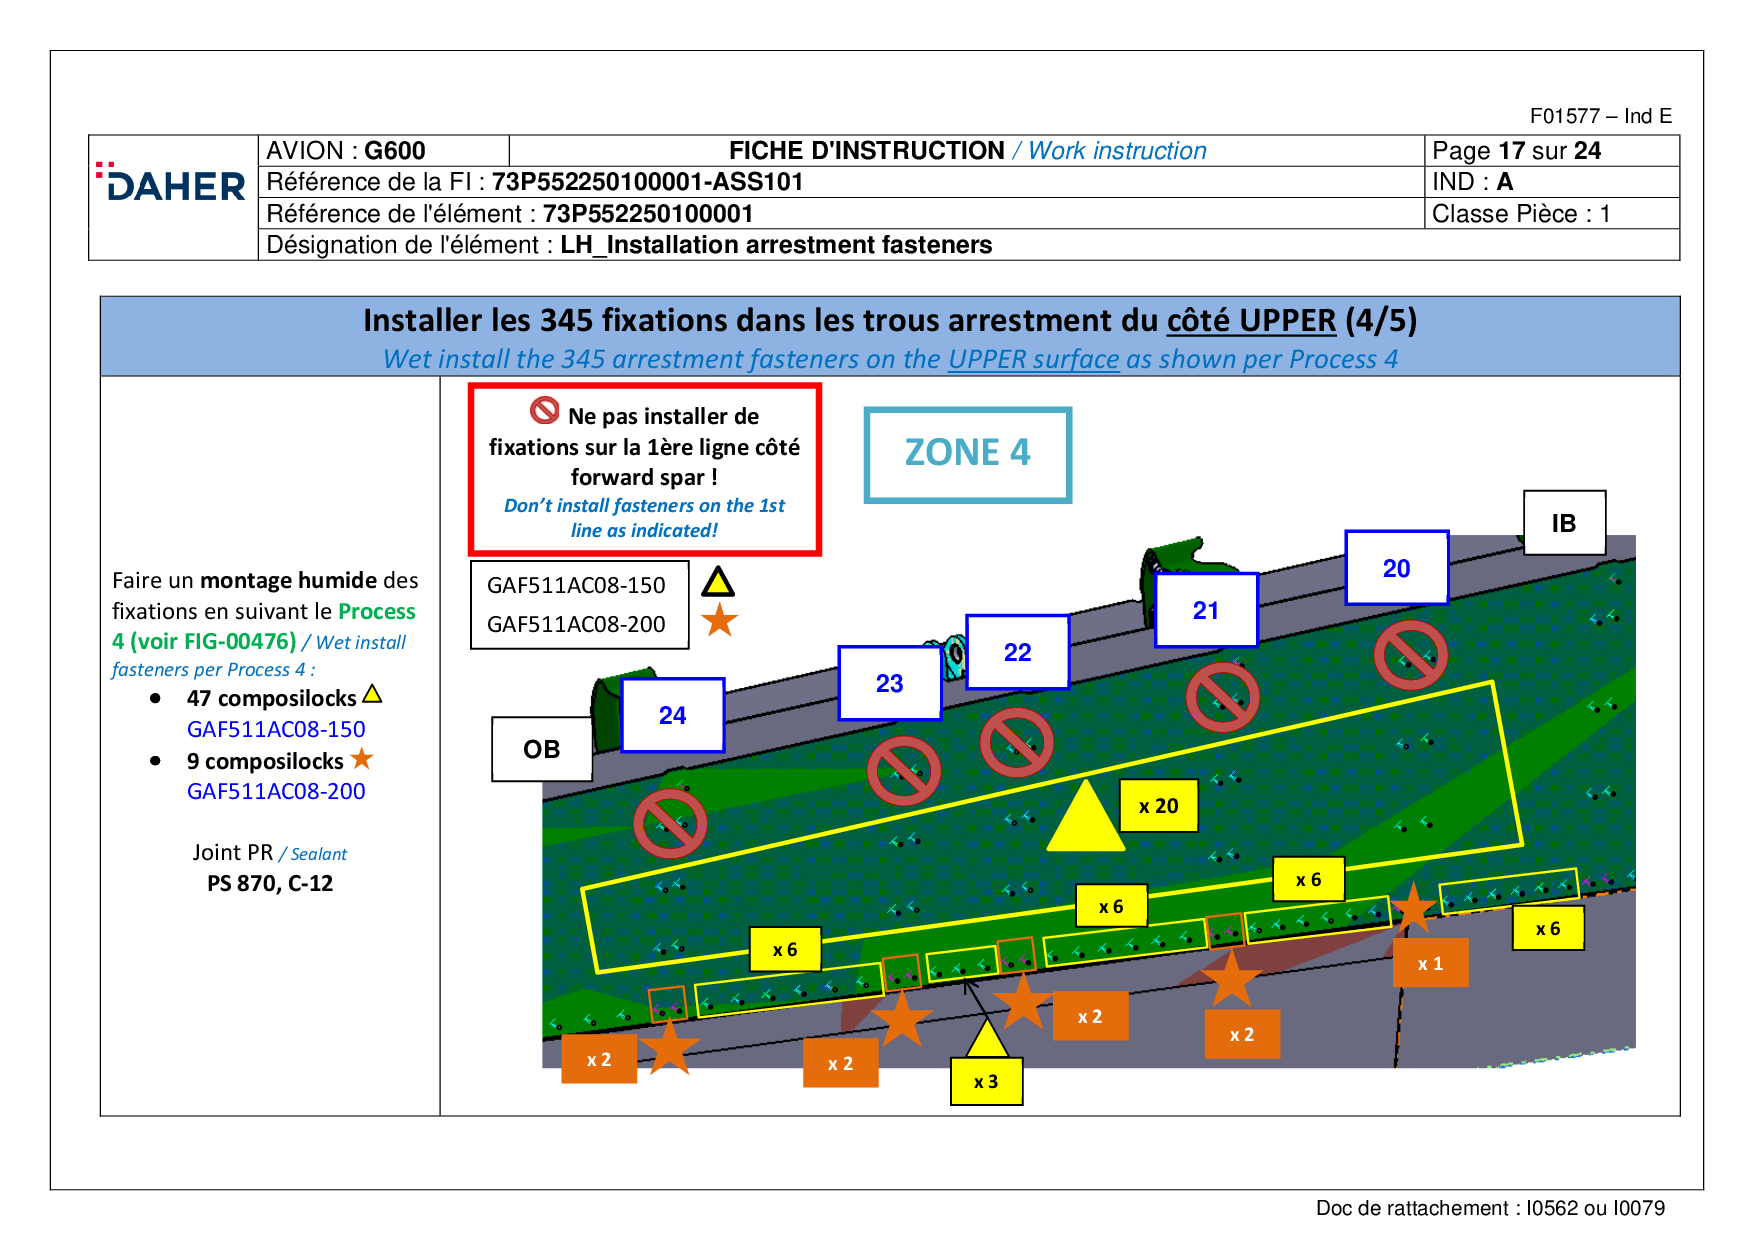 F01577 – Ind E
DAHER
AVION : G600
FICHE D'INSTRUCTION / Work instruction
Page 17 sur 24
Référence de la FI : 73P552250100001-ASS101
IND : A
Référence de l'élément : 73P552250100001
Classe Pièce : 1
Désignation de l'élément : LH_Installation arrestment fasteners
Installer les 345 fixations dans les trous arrestment du côté UPPER (4/5)
Wet install the 345 arrestment fasteners on the UPPER surface as shown per Process 4
Faire un montage humide des
fixations en suivant le Process
4 (voir FIG-00476) / Wet install
fasteners per Process 4 :
• 47 composilocks
GAF511AC08-150
• 9 composilocks
GAF511AC08-200
Joint PR / Sealant
PS 870, C-12
Ne pas installer de
fixations sur la 1ère ligne côté
forward spar !
Don't install fasteners on the 1st
line as indicated!
ZONE 4
GAF511AC08-150
GAF511AC08-200
IB
20
21
22
23
24
OB
x 20
x 6
x 6
x 6
x 6
x 1
x 2
x 2
x 2
x 2
x 3
Doc de rattachement : I0562 ou I0079